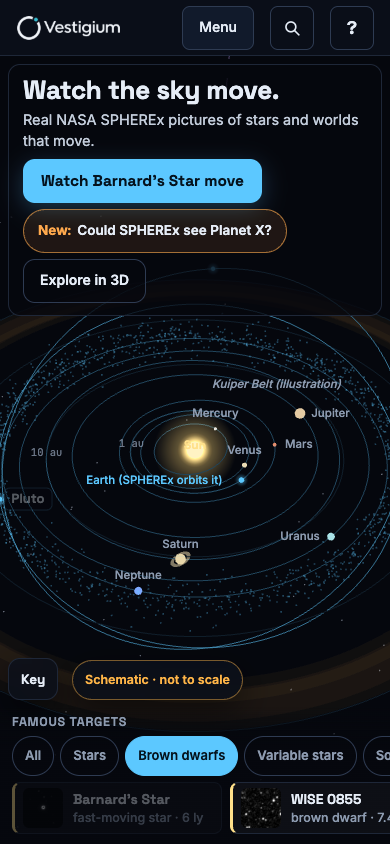 Vestigium
Menu
?
Watch the sky move.
Real NASA SPHEREx pictures of stars and worlds
that move.
Watch Barnard's Star move
New: Could SPHEREx see Planet X?
Explore in 3D
Kuiper Belt (illustration)
Mercury
Jupiter
1 au
Sun
Mars
10 au
Venus
Earth (SPHEREx orbits it)
Pluto
Uranus
Saturn
Neptune
Key
Schematic · not to scale
FAMOUS TARGETS
All
Stars
Brown dwarfs
Variable stars
Barnard's Star
fast-moving star · 6 ly
WISE 0855
brown dwarf · 7.4